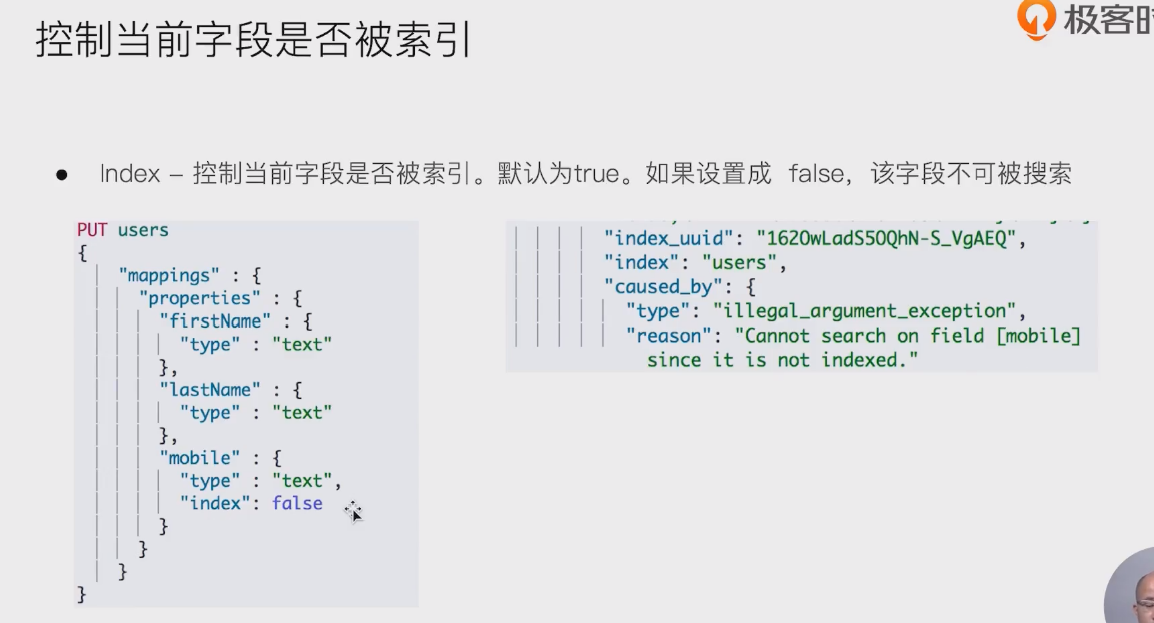 控制当前字段是否被索引
极客时
● Index – 控制当前字段是否被索引。默认为true。如果设置成 false，该字段不可被搜索
PUT users
{
"mappings" : {
"properties" : {
"firstName" : {
"type" : "text"
},
"lastName" : {
"type" : "text"
},
"mobile" : {
"type" : "text",
"index": false
}
}
}
}
"index_uuid": "162OwLadS5OQhN-S_VgAEQ",
"index": "users",
"caused_by": {
"type": "illegal_argument_exception",
"reason": "Cannot search on field [mobile]
since it is not indexed."